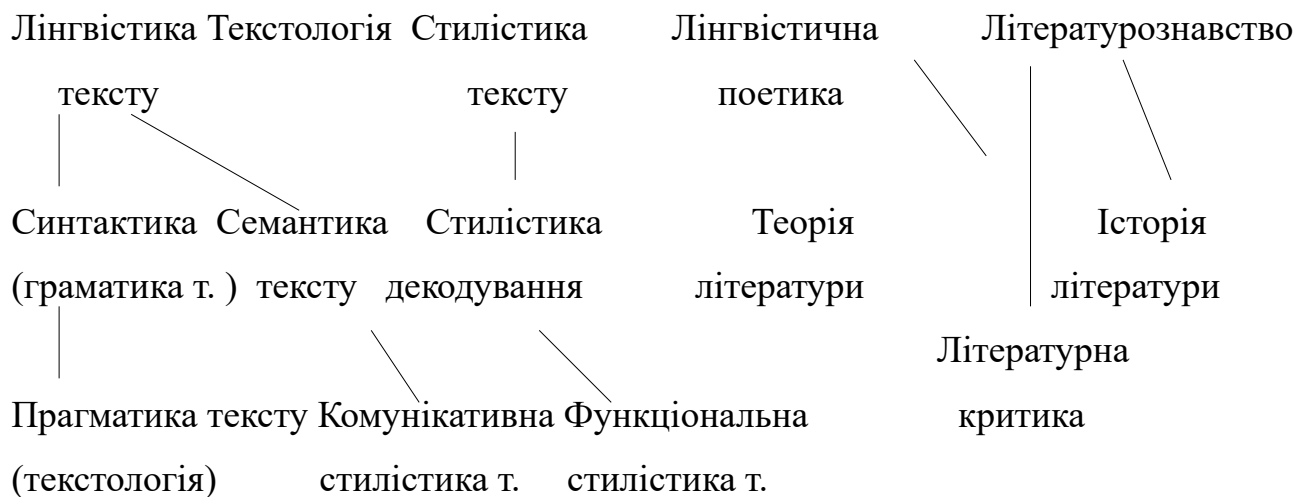 Лінгвістика Текстологія Стилістика Лінгвістична Літературознавство
тексту тексту поетика
Синтактика Семантика Стилістика Теорія Історія
(граматика т. ) тексту декодування літератури літератури
Літературна
Прагматика тексту Комунікативна Функціональна критика
(текстологія) стилістика т. стилістика т.